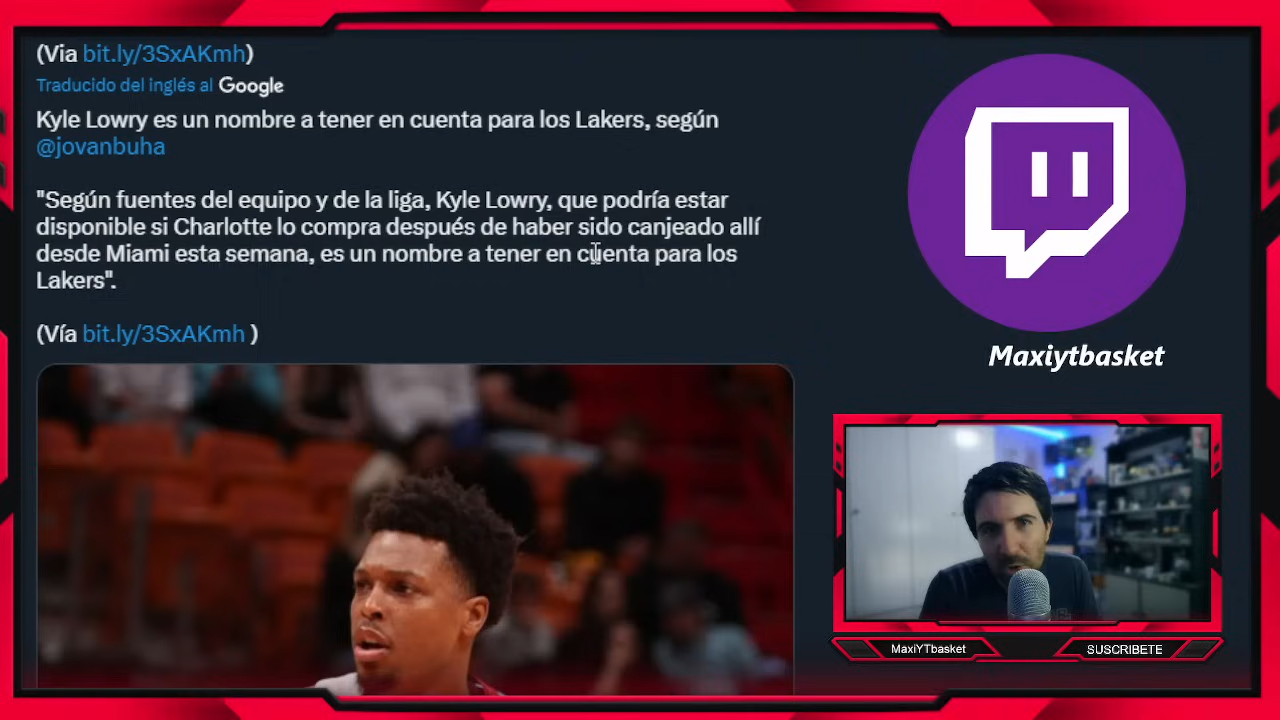 (Via bit.ly/3SxAKmh)
Traducido del inglés al Google
Kyle Lowry es un nombre a tener en cuenta para los Lakers, según
@jovanbuha
"Según fuentes del equipo y de la liga, Kyle Lowry, que podría estar
disponible si Charlotte lo compra después de haber sido canjeado allí
desde Miami esta semana, es un nombre a tener en cuenta para los
Lakers".
(Vía bit.ly/3SxAKmh )
Maxiytbasket
MaxiYTbasket
SUSCRIBETE